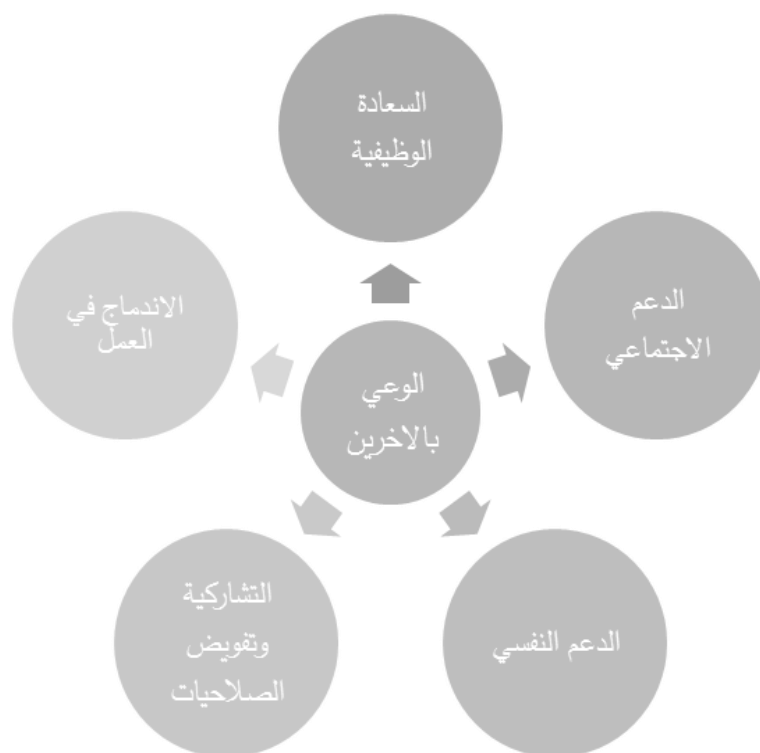 السعادة
الوظيفية
الدعم
الاجتماعي
الاندماج في
العمل
الوعي
بالاخرين
التشاركية
وتفويض
الصلاحيات
الدعم النفسي